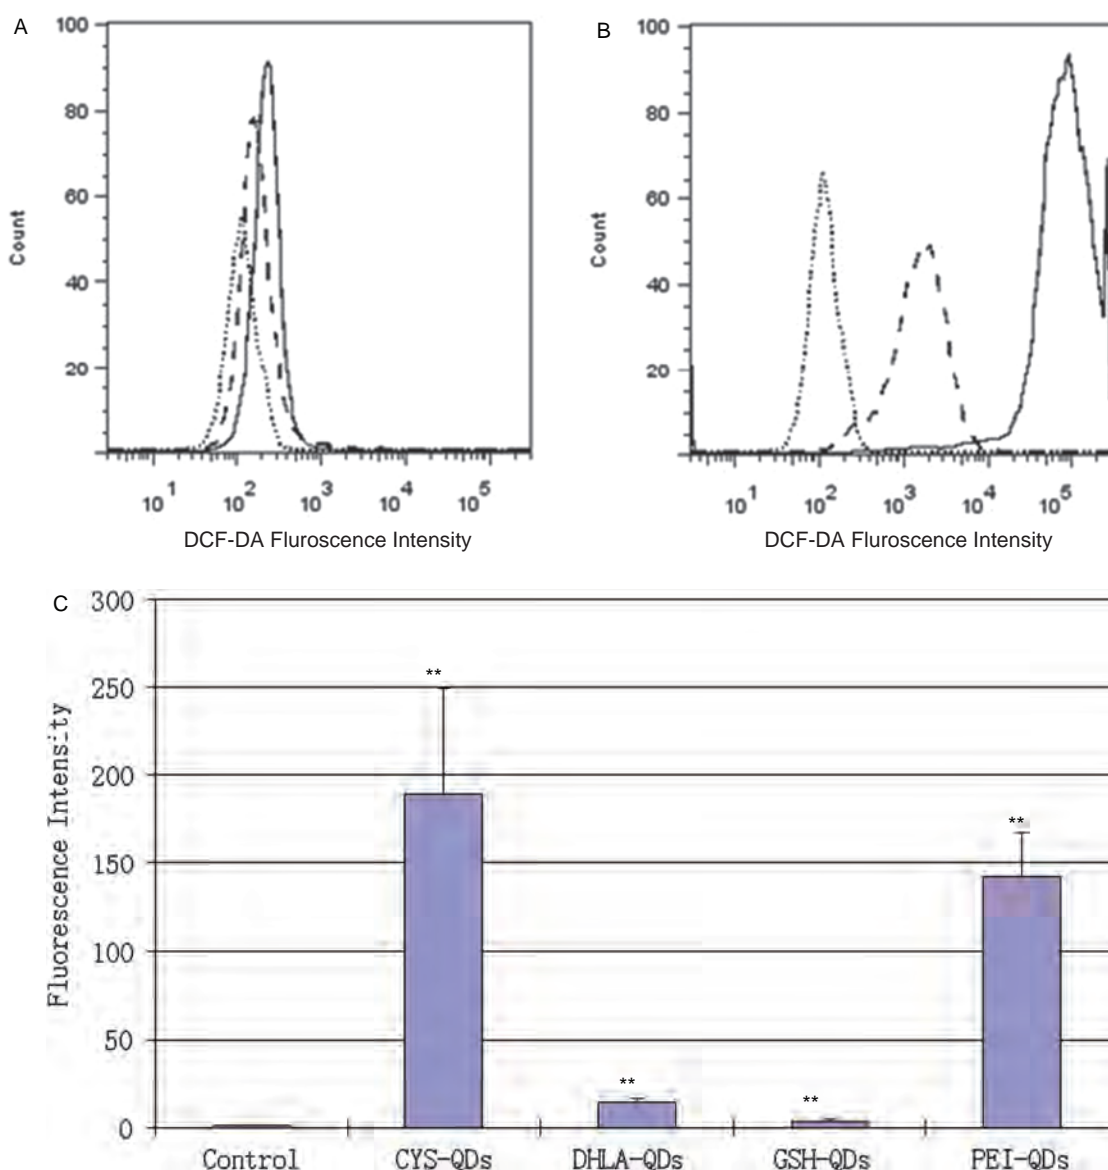 A
100
80
60
40
20
Count
10 1 10 2 10 3 10 4 10 5
DCF-DA Fluroscence Intensity
B
100
80
60
40
20
Count
10 1 10 2 10 3 10 4 10 5
DCF-DA Fluroscence Intensity
C
300
250
200
150
100
50
0
Fluorescence Intensity
**
**
**
**
Control CYS-QDs DHLA-QDs GSH-QDs PEI-QDs